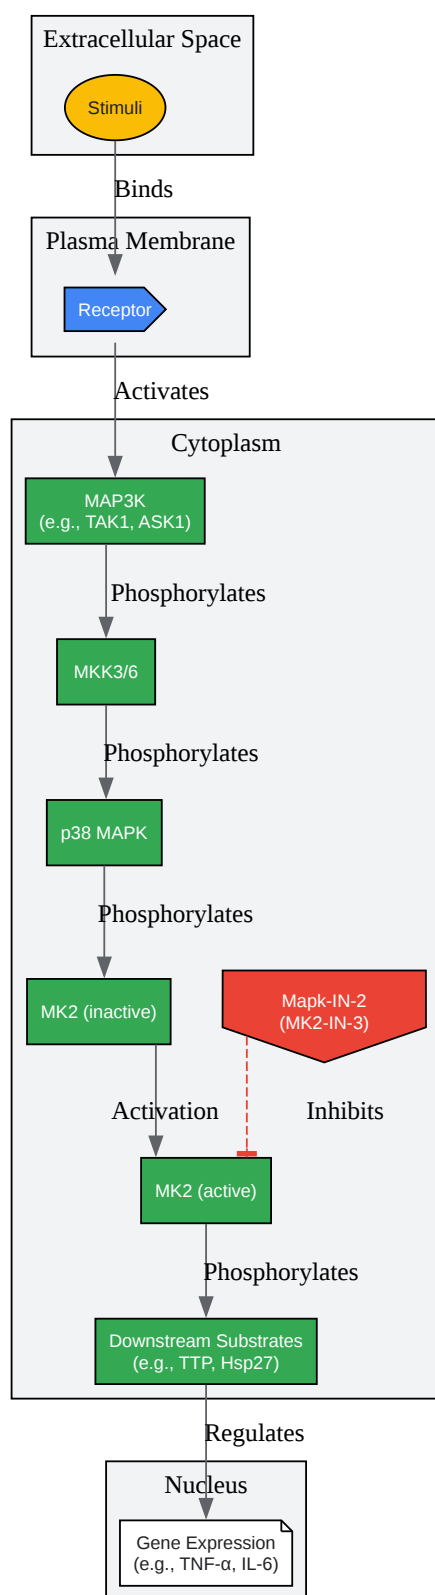 Extracellular Space
Stimuli
Binds
Plasma Membrane
Receptor
Activates
Cytoplasm
MAP3K
(e.g., TAK1, ASK1)
Phosphorylates
MKK3/6
Phosphorylates
p38 MAPK
Phosphorylates
MK2 (inactive)
Mapk-IN-2
(MK2-IN-3)
Activation
Inhibits
MK2 (active)
Phosphorylates
Downstream Substrates
(e.g., TTP, Hsp27)
Regulates
Nucleus
Gene Expression
(e.g., TNF-α, IL-6)